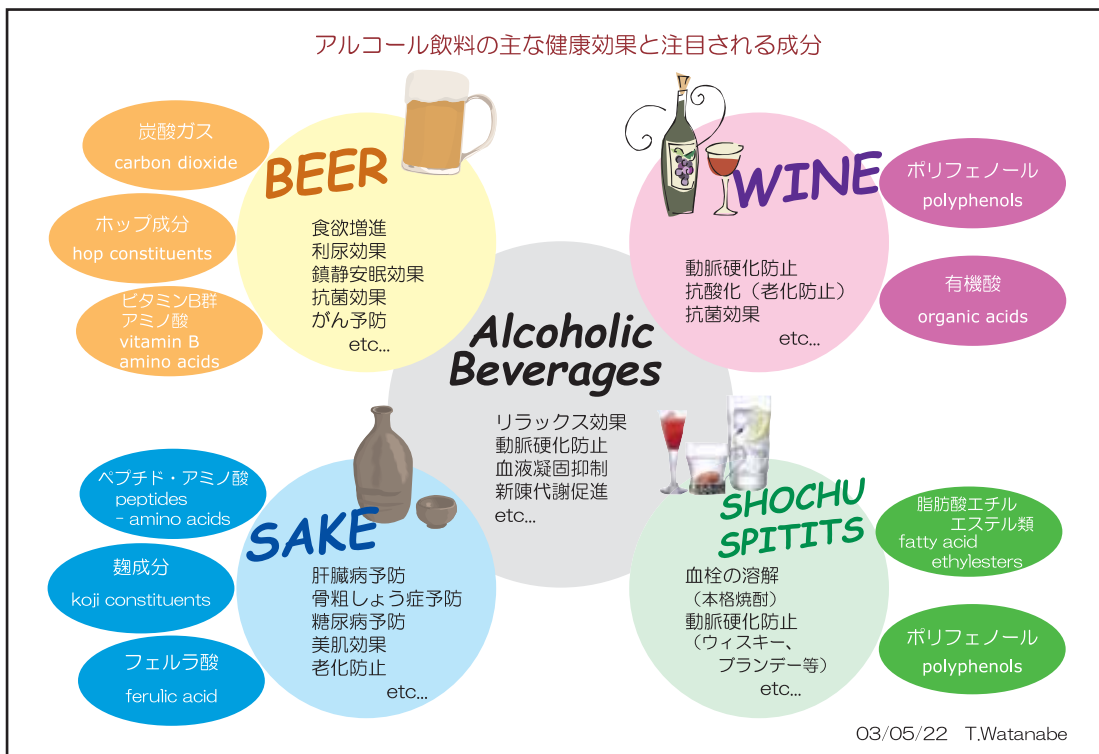 アルコール飲料の主な健康効果と注目される成分
炭酸ガス
carbon dioxide
ホップ成分
hop constituents
ビタミンB群
アミノ酸
vitamin B
amino acids
BEER
食欲増進
利尿効果
鎮静安眠効果
抗菌効果
がん予防
etc...
WINE
動脈硬化防止
抗酸化（老化防止）
抗菌効果
etc...
ポリフェノール
polyphenols
有機酸
organic acids
Alcoholic
Beverages
リラックス効果
動脈硬化防止
血液凝固抑制
新陳代謝促進
etc...
ペプチド・アミノ酸
peptides
- amino acids
麹成分
koji constituents
フェルラ酸
ferulic acid
SAKE
肝臓病予防
骨粗しょう症予防
糖尿病予防
美肌効果
老化防止
etc...
SHOCHU
SPITITS
血栓の溶解
（本格焼酎）
動脈硬化防止
（ウィスキー、
ブランデー等）
etc...
脂肪酸エチル
エステル類
fatty acid
ethylesters
ポリフェノール
polyphenols
03/05/22 T.Watanabe